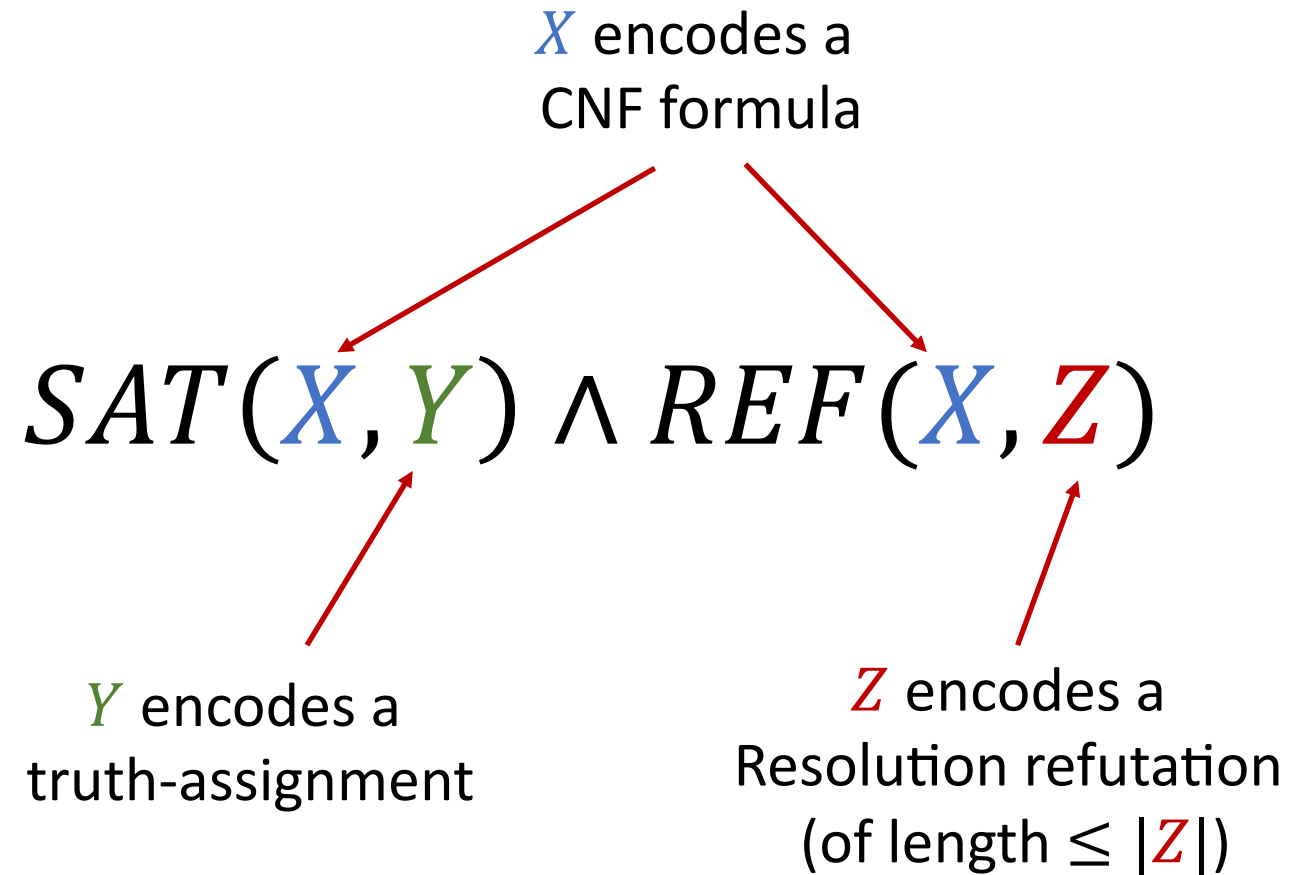 X encodes a
CNF formula
SAT(X, Y) ∧ REF(X, Z)
Y encodes a
truth-assignment
Z encodes a
Resolution refutation
(of length ≤ |Z|)